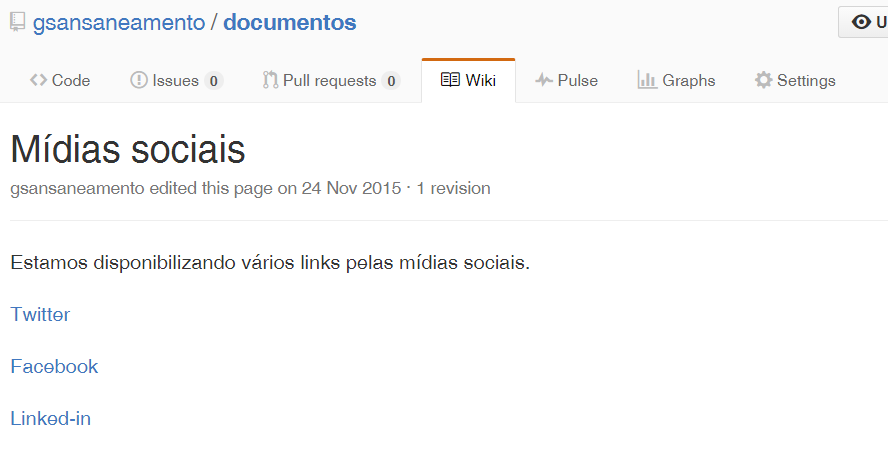 gsansaneamento / documentos
U
Code Issues 0 Pull requests 0 Wiki Pulse Graphs Settings
Mídias sociais
gsansaneamento edited this page on 24 Nov 2015 · 1 revision
Estamos disponibilizando vários links pelas mídias sociais.
Twitter
Facebook
Linked-in